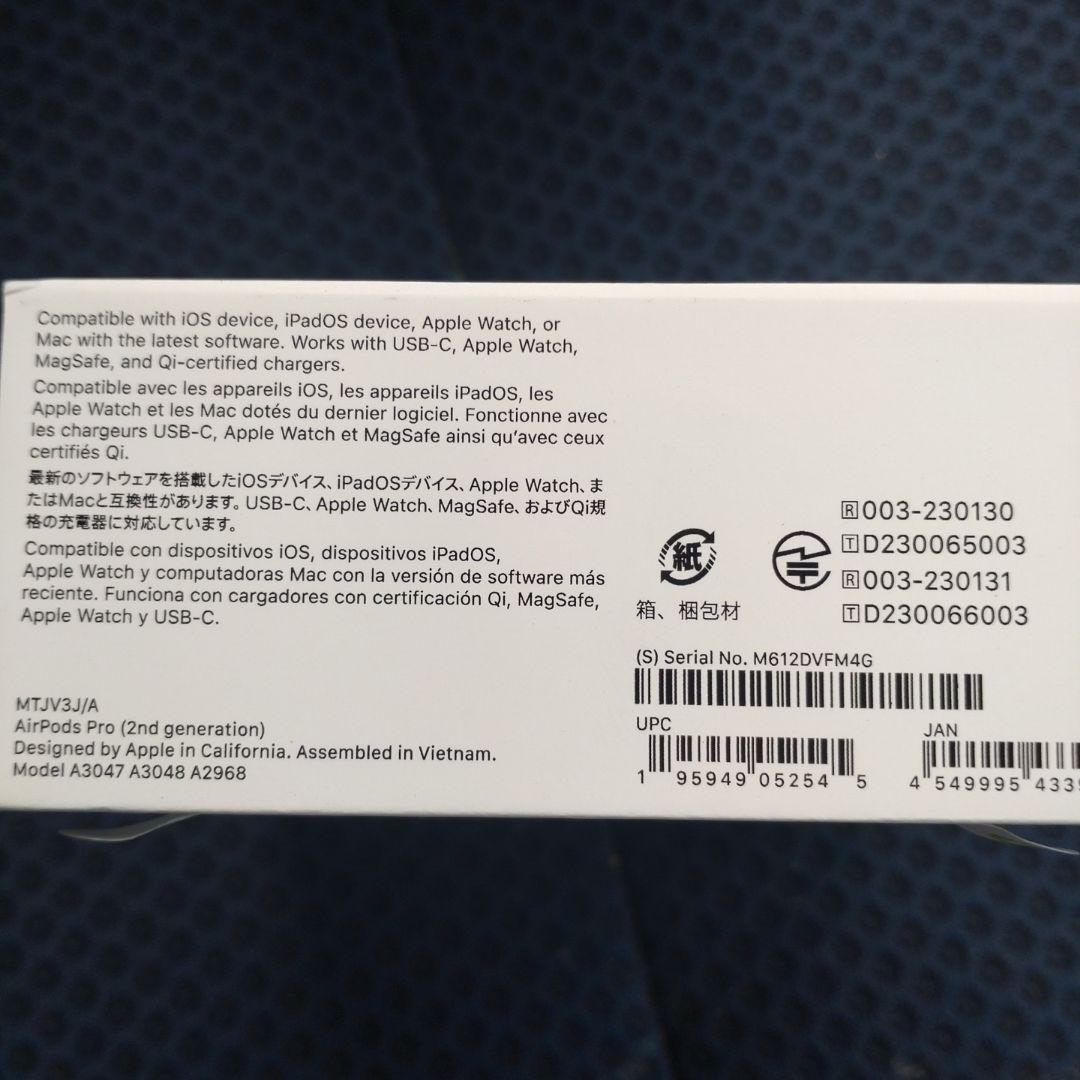 Compatible with iOS device, iPadOS device, Apple Watch, or
Mac with the latest software. Works with USB-C, Apple Watch,
MagSafe, and Qi-certified chargers.
Compatible avec les appareils iOS, les appareils iPadOS, les
Apple Watch et les Mac dotés du dernier logiciel. Fonctionne avec
les chargeurs USB-C, Apple Watch et MagSafe ainsi qu'avec ceux
certifiés Qi.
最新のソフトウェアを搭載したiOSデバイス、iPadOSデバイス、Apple Watch、ま
たはMacと互換性があります。USB-C、Apple Watch、MagSafe、およびQi規
格の充電器に対応しています。
Compatible con dispositivos iOS, dispositivos iPadOS,
Apple Watch y computadoras Mac con la versión de software más
reciente. Funciona con cargadores con certificación Qi, MagSafe,
Apple Watch y USB-C.
MTJV3J/A
AirPods Pro (2nd generation)
Designed by Apple in California. Assembled in Vietnam.
Model A3047 A3048 A2968
紙
箱、梱包材
R 003-230130
T D230065003
R 003-230131
T D230066003
(S) Serial No. M612DVFM4G
UPC
1 95949 05254 5
JAN
4 549995 433